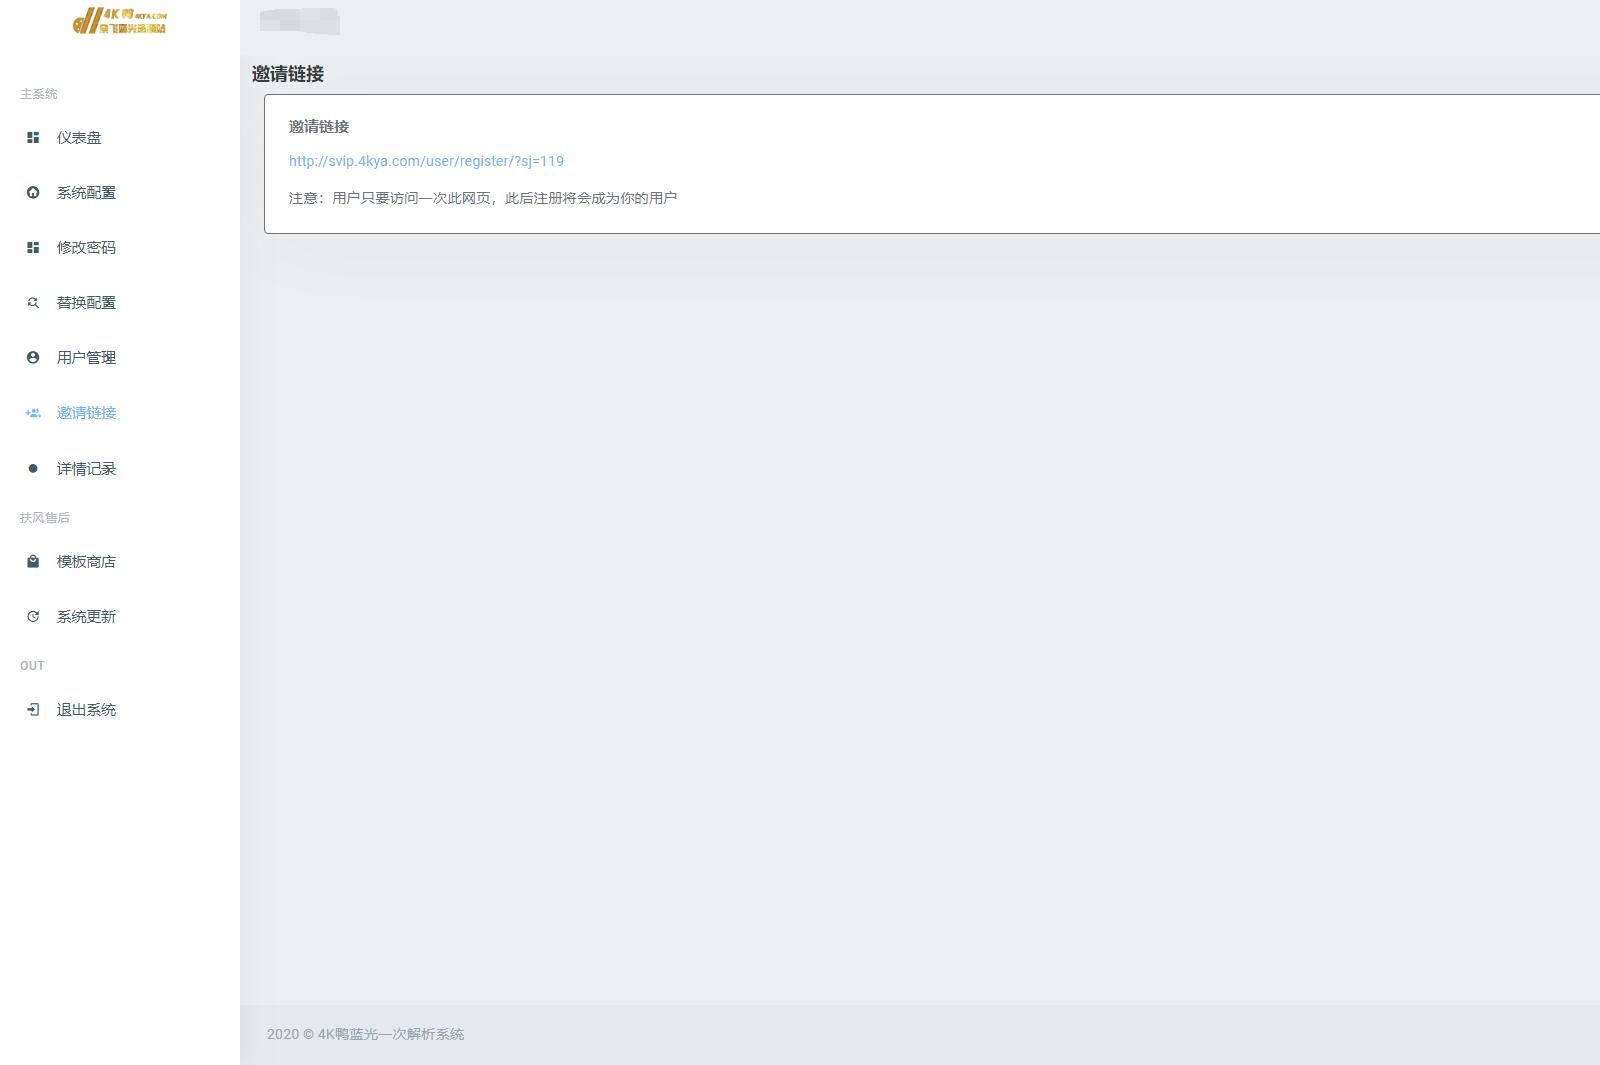 4K鸭 4KYA.COM
主系统
仪表盘
系统配置
修改密码
替换配置
用户管理
邀请链接
详情记录
扶风售后
模板商店
系统更新
OUT
退出系统
邀请链接
邀请链接
http://svip.4kya.com/user/register/?sj=119
注意：用户只要访问一次此网页，此后注册将会成为你的用户
2020 © 4K鸭蓝光一次解析系统